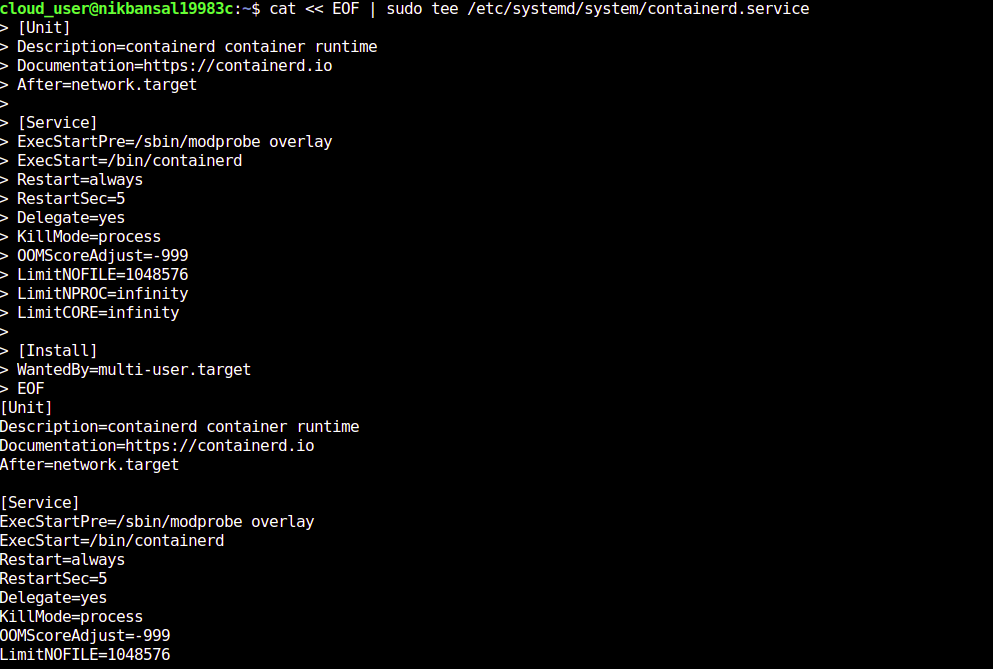 cloud_user@nikbansal19983c:~$ cat << EOF | sudo tee /etc/systemd/system/containerd.service
> [Unit]
> Description=containerd container runtime
> Documentation=https://containerd.io
> After=network.target
>
> [Service]
> ExecStartPre=/sbin/modprobe overlay
> ExecStart=/bin/containerd
> Restart=always
> RestartSec=5
> Delegate=yes
> KillMode=process
> OOMScoreAdjust=-999
> LimitNOFILE=1048576
> LimitNPROC=infinity
> LimitCORE=infinity
>
> [Install]
> WantedBy=multi-user.target
> EOF
[Unit]
Description=containerd container runtime
Documentation=https://containerd.io
After=network.target

[Service]
ExecStartPre=/sbin/modprobe overlay
ExecStart=/bin/containerd
Restart=always
RestartSec=5
Delegate=yes
KillMode=process
OOMScoreAdjust=-999
LimitNOFILE=1048576